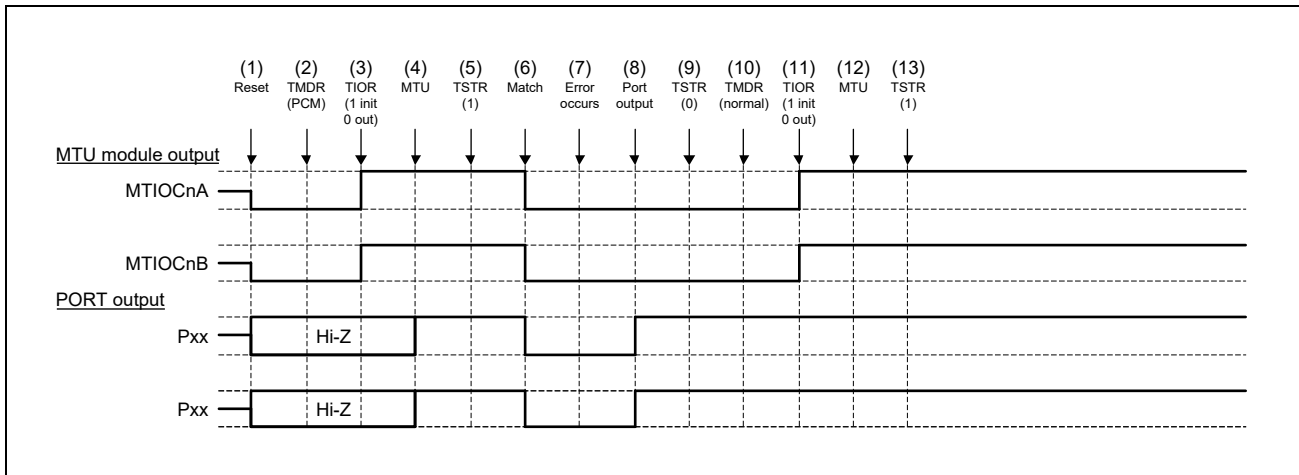 (1) (2) (3) (4) (5) (6) (7) (8) (9) (10) (11) (12) (13)
Reset TMDR TIOR MTU TSTR Match Error Port TSTR TMDR TIOR MTU TSTR
(PCM) (1 init (1) occurs output (0) (normal) (1 init (1)
0 out) 0 out)
MTU module output
MTIOCnA
MTIOCnB
PORT output
Pxx Hi-Z
Pxx Hi-Z